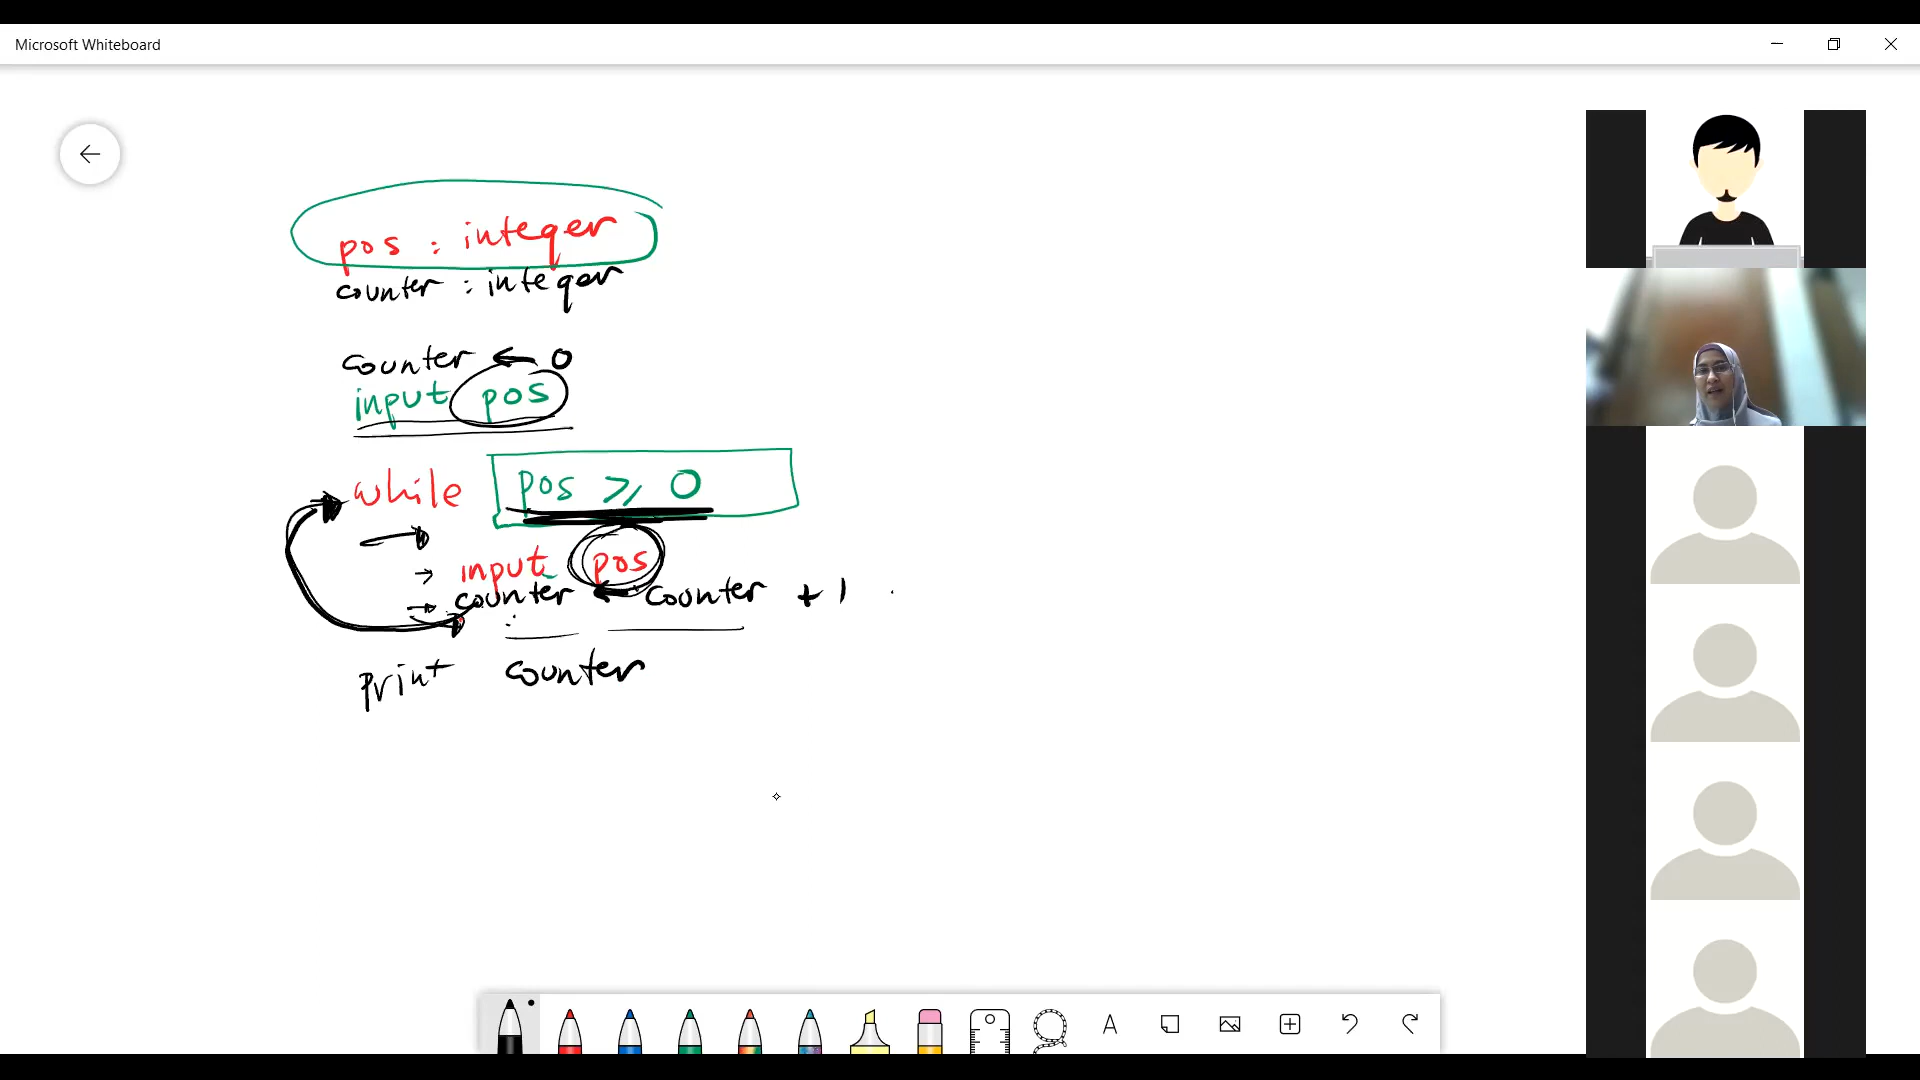 Microsoft Whiteboard
pos : integer
counter : integer
counter ← 0
input pos
while pos ≥ 0
→ input pos
→ counter ← counter + 1
print counter